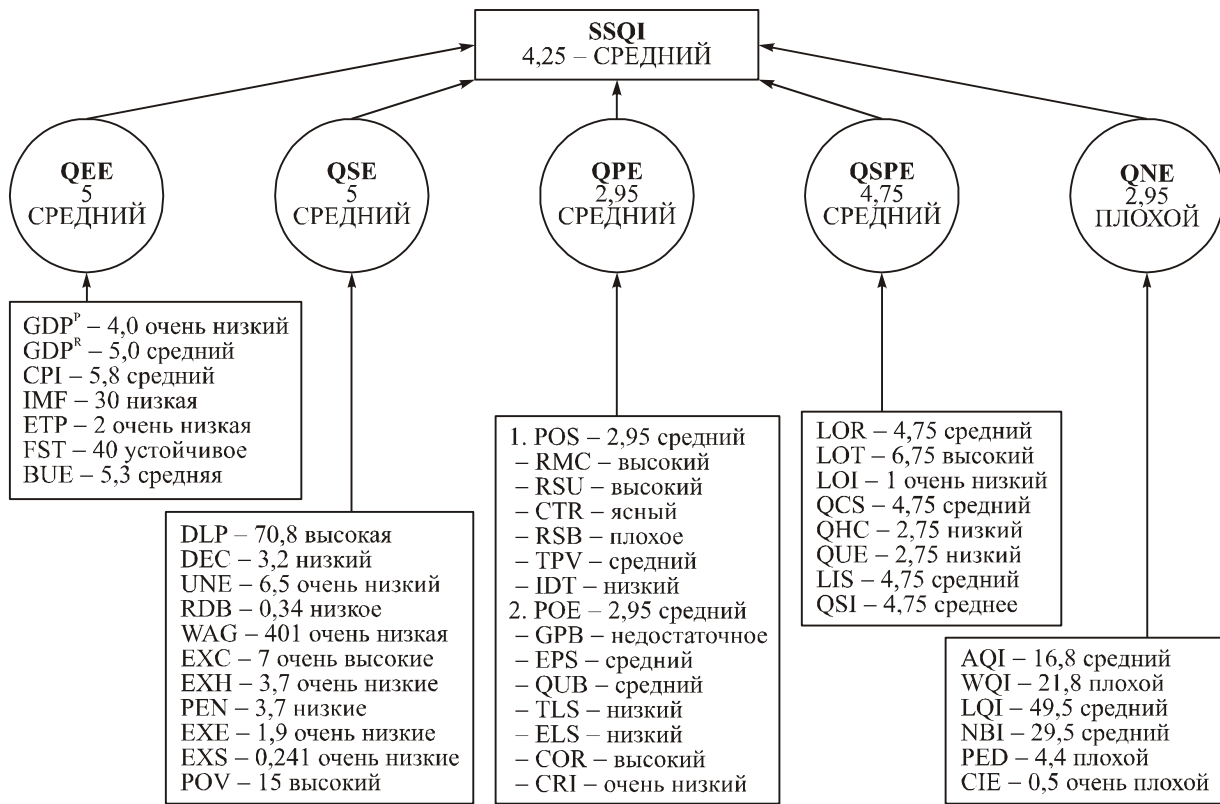 SSQI
4,25 – СРЕДНИЙ
QEE
5
СРЕДНИЙ
QSE
5
СРЕДНИЙ
QPE
2,95
СРЕДНИЙ
QSPE
4,75
СРЕДНИЙ
QNE
2,95
ПЛОХОЙ
GDPᴾ – 4,0 очень низкий
GDPᴿ – 5,0 средний
CPI – 5,8 средний
IMF – 30 низкая
ETP – 2 очень низкая
FST – 40 устойчивое
BUE – 5,3 средняя
DLP – 70,8 высокая
DEC – 3,2 низкий
UNE – 6,5 очень низкий
RDB – 0,34 низкое
WAG – 401 очень низкая
EXC – 7 очень высокие
EXH – 3,7 очень низкие
PEN – 3,7 низкие
EXE – 1,9 очень низкие
EXS – 0,241 очень низкие
POV – 15 высокий
1. POS – 2,95 средний
– RMC – высокий
– RSU – высокий
– CTR – ясный
– RSB – плохое
– TPV – средний
– IDT – низкий
2. POE – 2,95 средний
– GPB – недостаточное
– EPS – средний
– QUB – средний
– TLS – низкий
– ELS – низкий
– COR – высокий
– CRI – очень низкий
LOR – 4,75 средний
LOT – 6,75 высокий
LOI – 1 очень низкий
QCS – 4,75 средний
QHC – 2,75 низкий
QUE – 2,75 низкий
LIS – 4,75 средний
QSI – 4,75 среднее
AQI – 16,8 средний
WQI – 21,8 плохой
LQI – 49,5 средний
NBI – 29,5 средний
PED – 4,4 плохой
CIE – 0,5 очень плохой